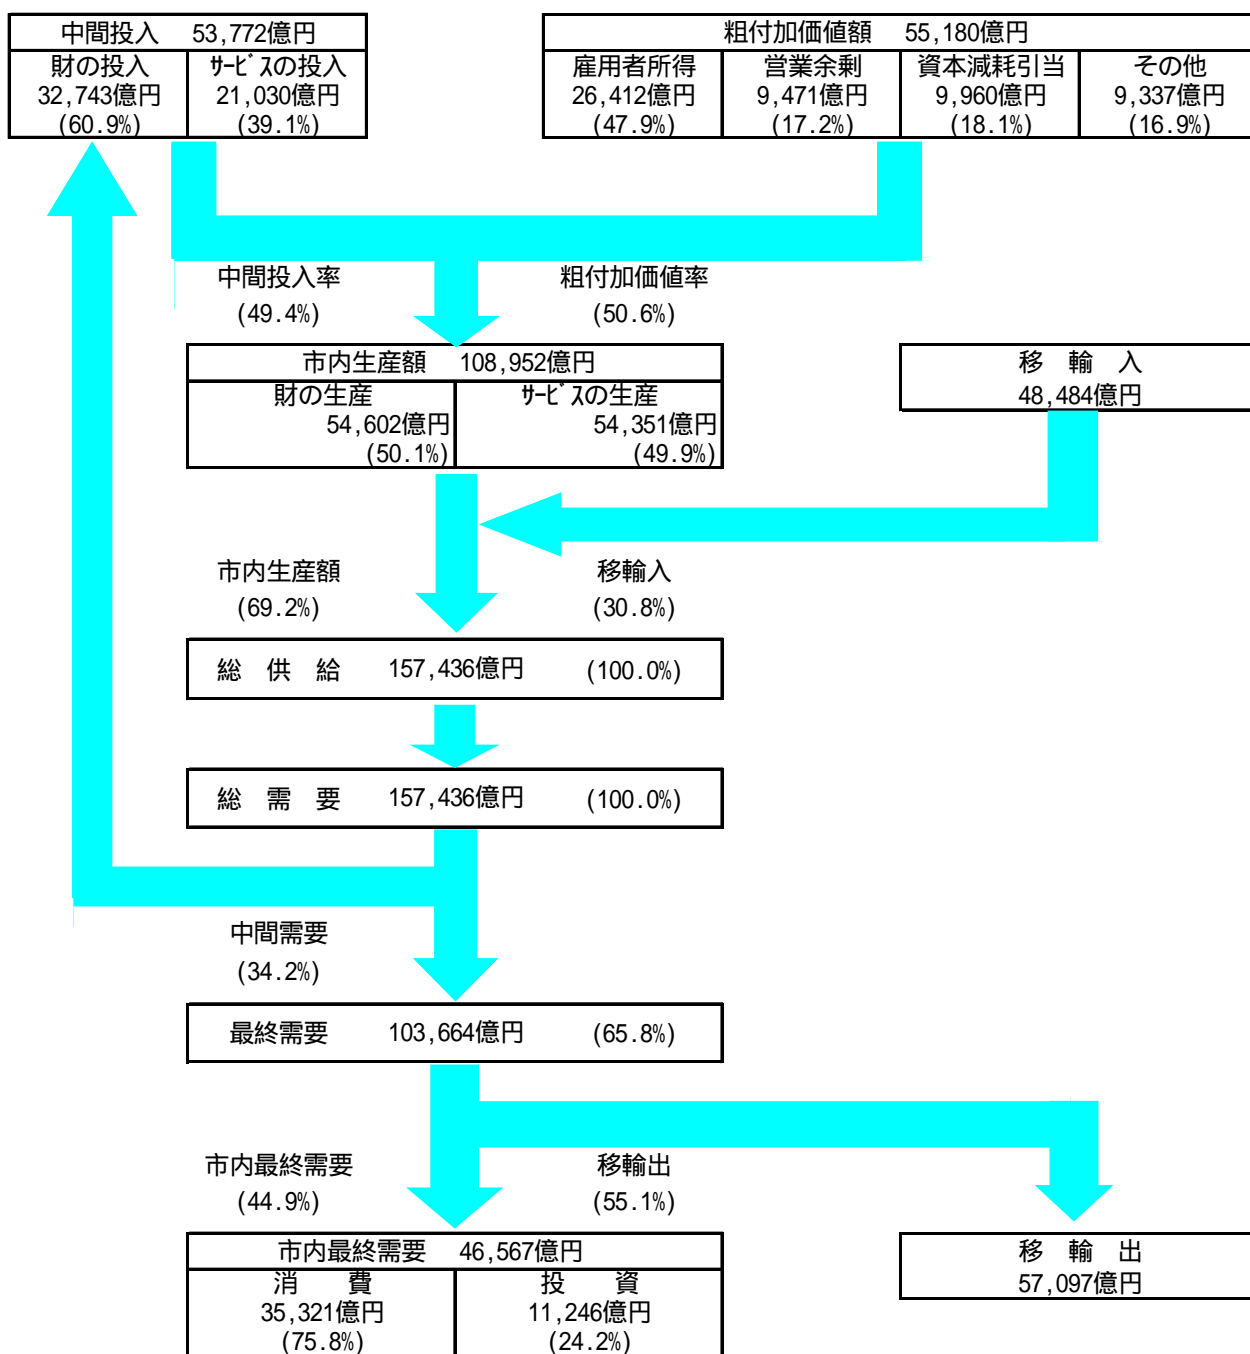 中間投入 53,772億円
財の投入 サービスの投入
32,743億円 21,030億円
(60.9%) (39.1%)
粗付加価値額 55,180億円
雇用者所得 営業余剰 資本減耗引当 その他
26,412億円 9,471億円 9,960億円 9,337億円
(47.9%) (17.2%) (18.1%) (16.9%)
中間投入率 粗付加価値率
(49.4%) (50.6%)
市内生産額 108,952億円
財の生産 サービスの生産
54,602億円 54,351億円
(50.1%) (49.9%)
移 輸 入
48,484億円
市内生産額 移輸入
(69.2%) (30.8%)
総 供 給 157,436億円 (100.0%)
総 需 要 157,436億円 (100.0%)
中間需要
(34.2%)
最終需要 103,664億円 (65.8%)
市内最終需要 移輸出
(44.9%) (55.1%)
市内最終需要 46,567億円
消 費 投 資
35,321億円 11,246億円
(75.8%) (24.2%)
移 輸 出
57,097億円